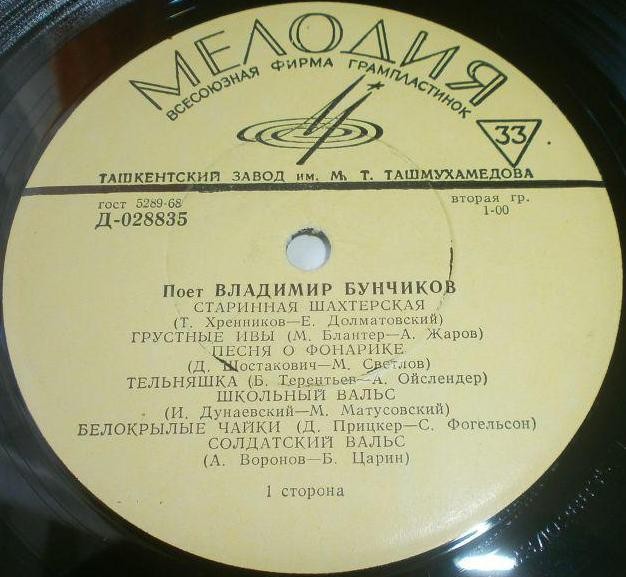 МЕЛОДИЯ
ВСЕСОЮЗНАЯ ФИРМА ГРАМПЛАСТИНОК
33
ТАШКЕНТСКИЙ ЗАВОД им. М. Т. ТАШМУХАМЕДОВА
гост 5289-68
Д-028835
вторая гр.
1-00
Поет ВЛАДИМИР БУНЧИКОВ
СТАРИННАЯ ШАХТЕРСКАЯ
(Т. Хренников—Е. Долматовский)
ГРУСТНЫЕ ИВЫ (М. Блантер—А. Жаров)
ПЕСНЯ О ФОНАРИКЕ
(Д. Шостакович—М. Светлов)
ТЕЛЬНЯШКА (Б. Терентьев—А. Ойслендер)
ШКОЛЬНЫЙ ВАЛЬС
(И. Дунаевский—М. Матусовский)
БЕЛОКРЫЛЫЕ ЧАЙКИ (Д. Прицкер—С. Фогельсон)
СОЛДАТСКИЙ ВАЛЬС
(А. Воронов—Б. Царин)
1 сторона